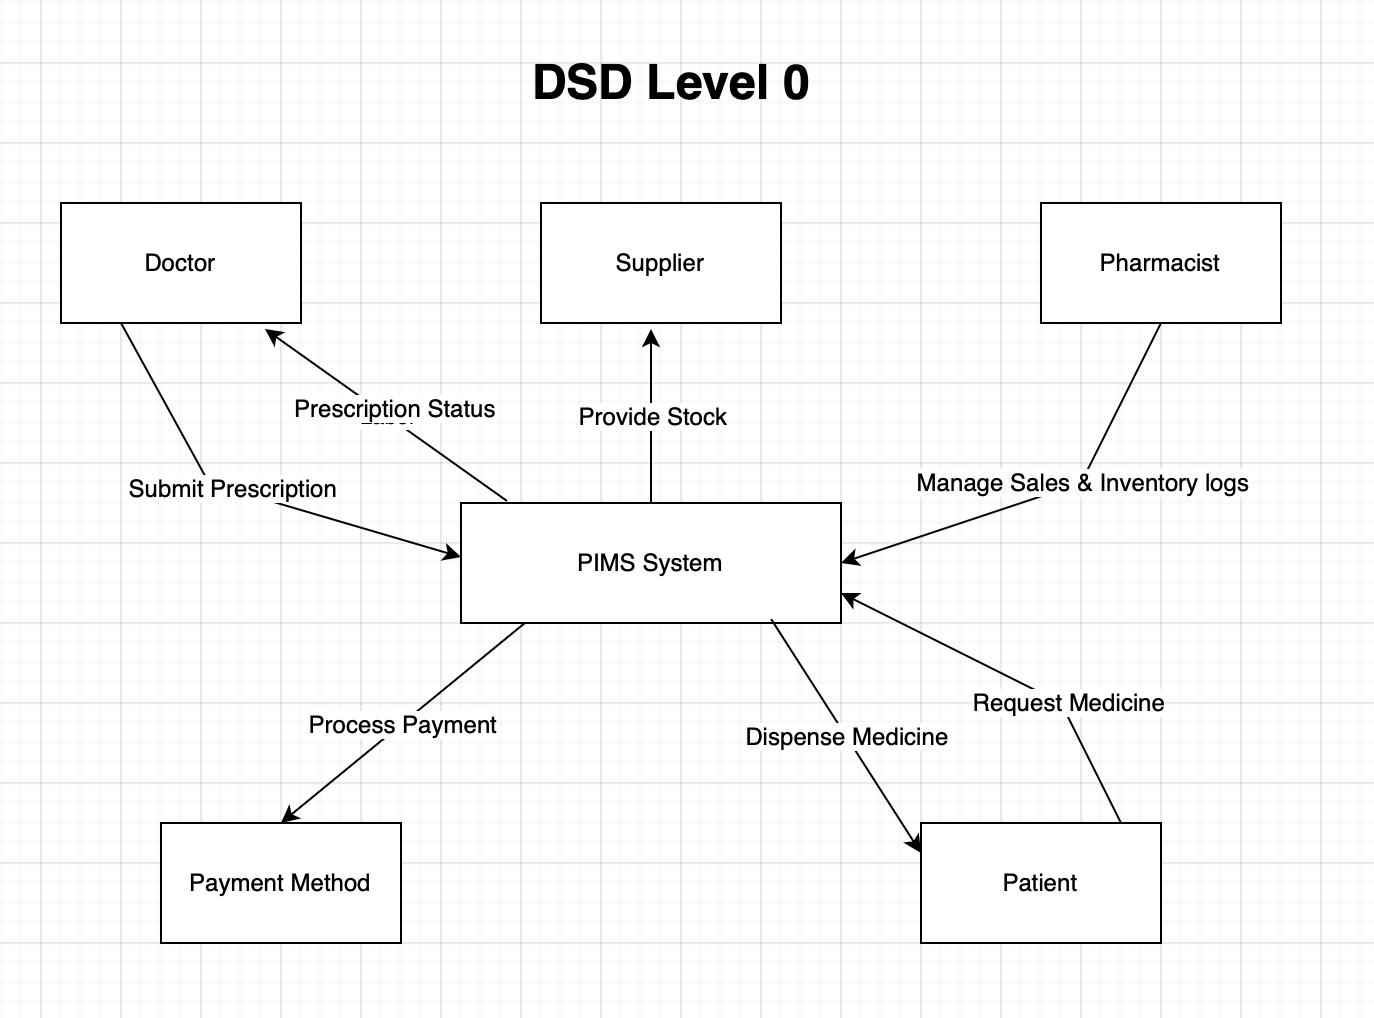 DSD Level 0
Doctor
Supplier
Pharmacist
Prescription Status
Provide Stock
Submit Prescription
Manage Sales & Inventory logs
PIMS System
Process Payment
Dispense Medicine
Request Medicine
Payment Method
Patient